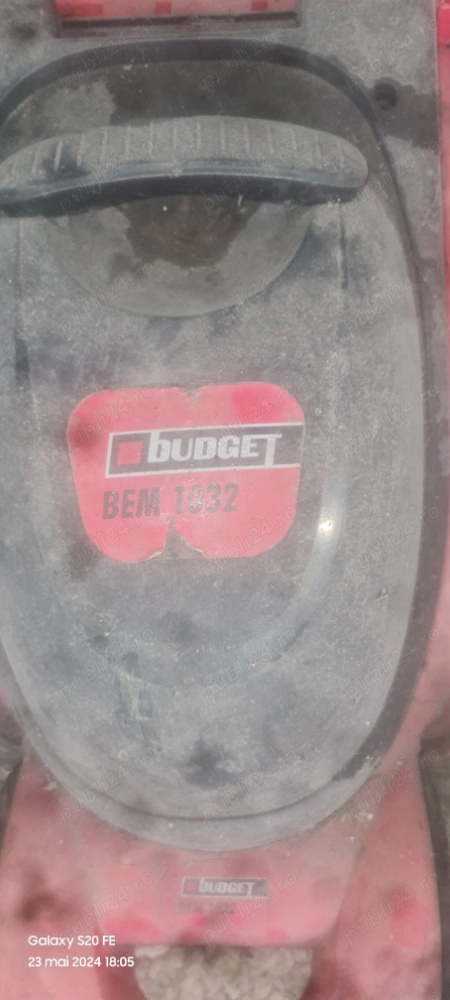 BUDGET
BEM 1032
BUDGET
Galaxy S20 FE
23 mai 2024 18:05